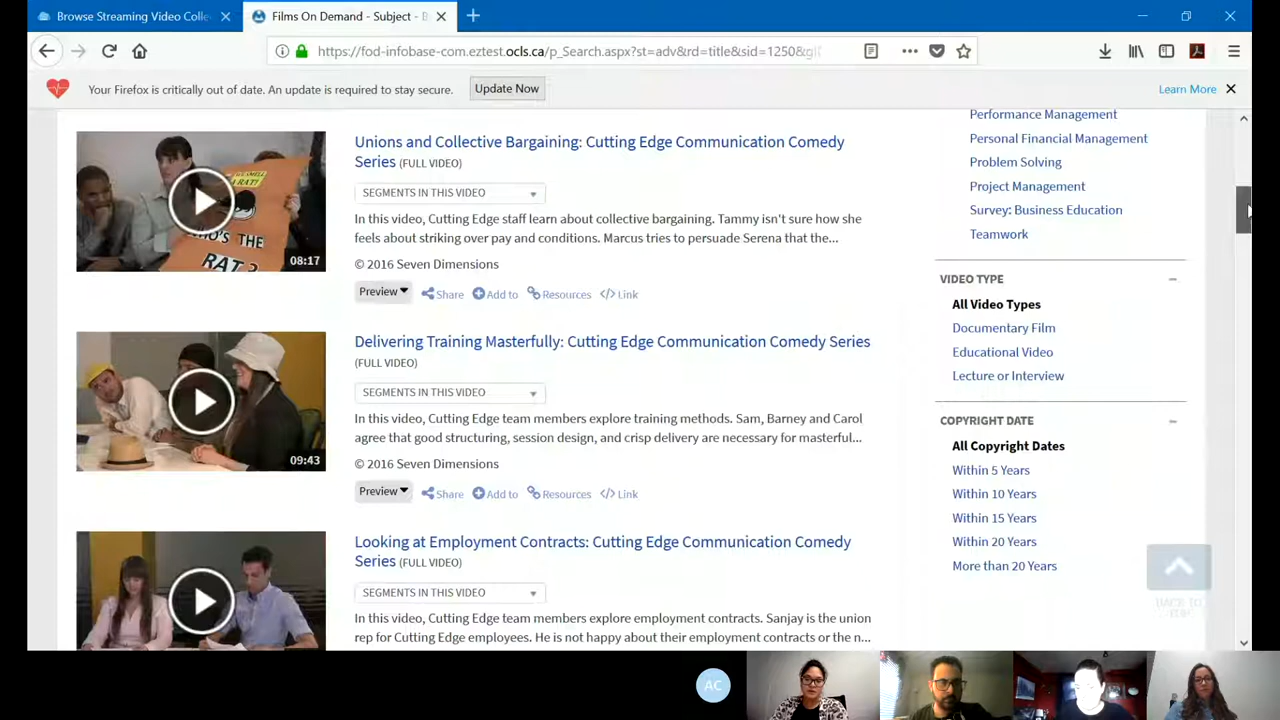 Browse Streaming Video Colle
Films On Demand - Subject - B
https://fod-infobase-com.eztest.ocls.ca/p_Search.aspx?st=adv&rd=title&sid=1250&gl
Your Firefox is critically out of date. An update is required to stay secure.
Update Now
Learn More
Unions and Collective Bargaining: Cutting Edge Communication Comedy
Series (FULL VIDEO)
SEGMENTS IN THIS VIDEO
In this video, Cutting Edge staff learn about collective bargaining. Tammy isn't sure how she
feels about striking over pay and conditions. Marcus tries to persuade Serena that the...
© 2016 Seven Dimensions
Preview Share Add to Resources Link
RAT?
08:17
Delivering Training Masterfully: Cutting Edge Communication Comedy Series
(FULL VIDEO)
SEGMENTS IN THIS VIDEO
In this video, Cutting Edge team members explore training methods. Sam, Barney and Carol
agree that good structuring, session design, and crisp delivery are necessary for masterful...
© 2016 Seven Dimensions
Preview Share Add to Resources Link
09:43
Looking at Employment Contracts: Cutting Edge Communication Comedy
Series (FULL VIDEO)
SEGMENTS IN THIS VIDEO
In this video, Cutting Edge team members explore employment contracts. Sanjay is the union
rep for Cutting Edge employees. He is not happy about their employment contracts or the n...
Performance Management
Personal Financial Management
Problem Solving
Project Management
Survey: Business Education
Teamwork
VIDEO TYPE
All Video Types
Documentary Film
Educational Video
Lecture or Interview
COPYRIGHT DATE
All Copyright Dates
Within 5 Years
Within 10 Years
Within 15 Years
Within 20 Years
More than 20 Years
BACK TO
TOP
AC